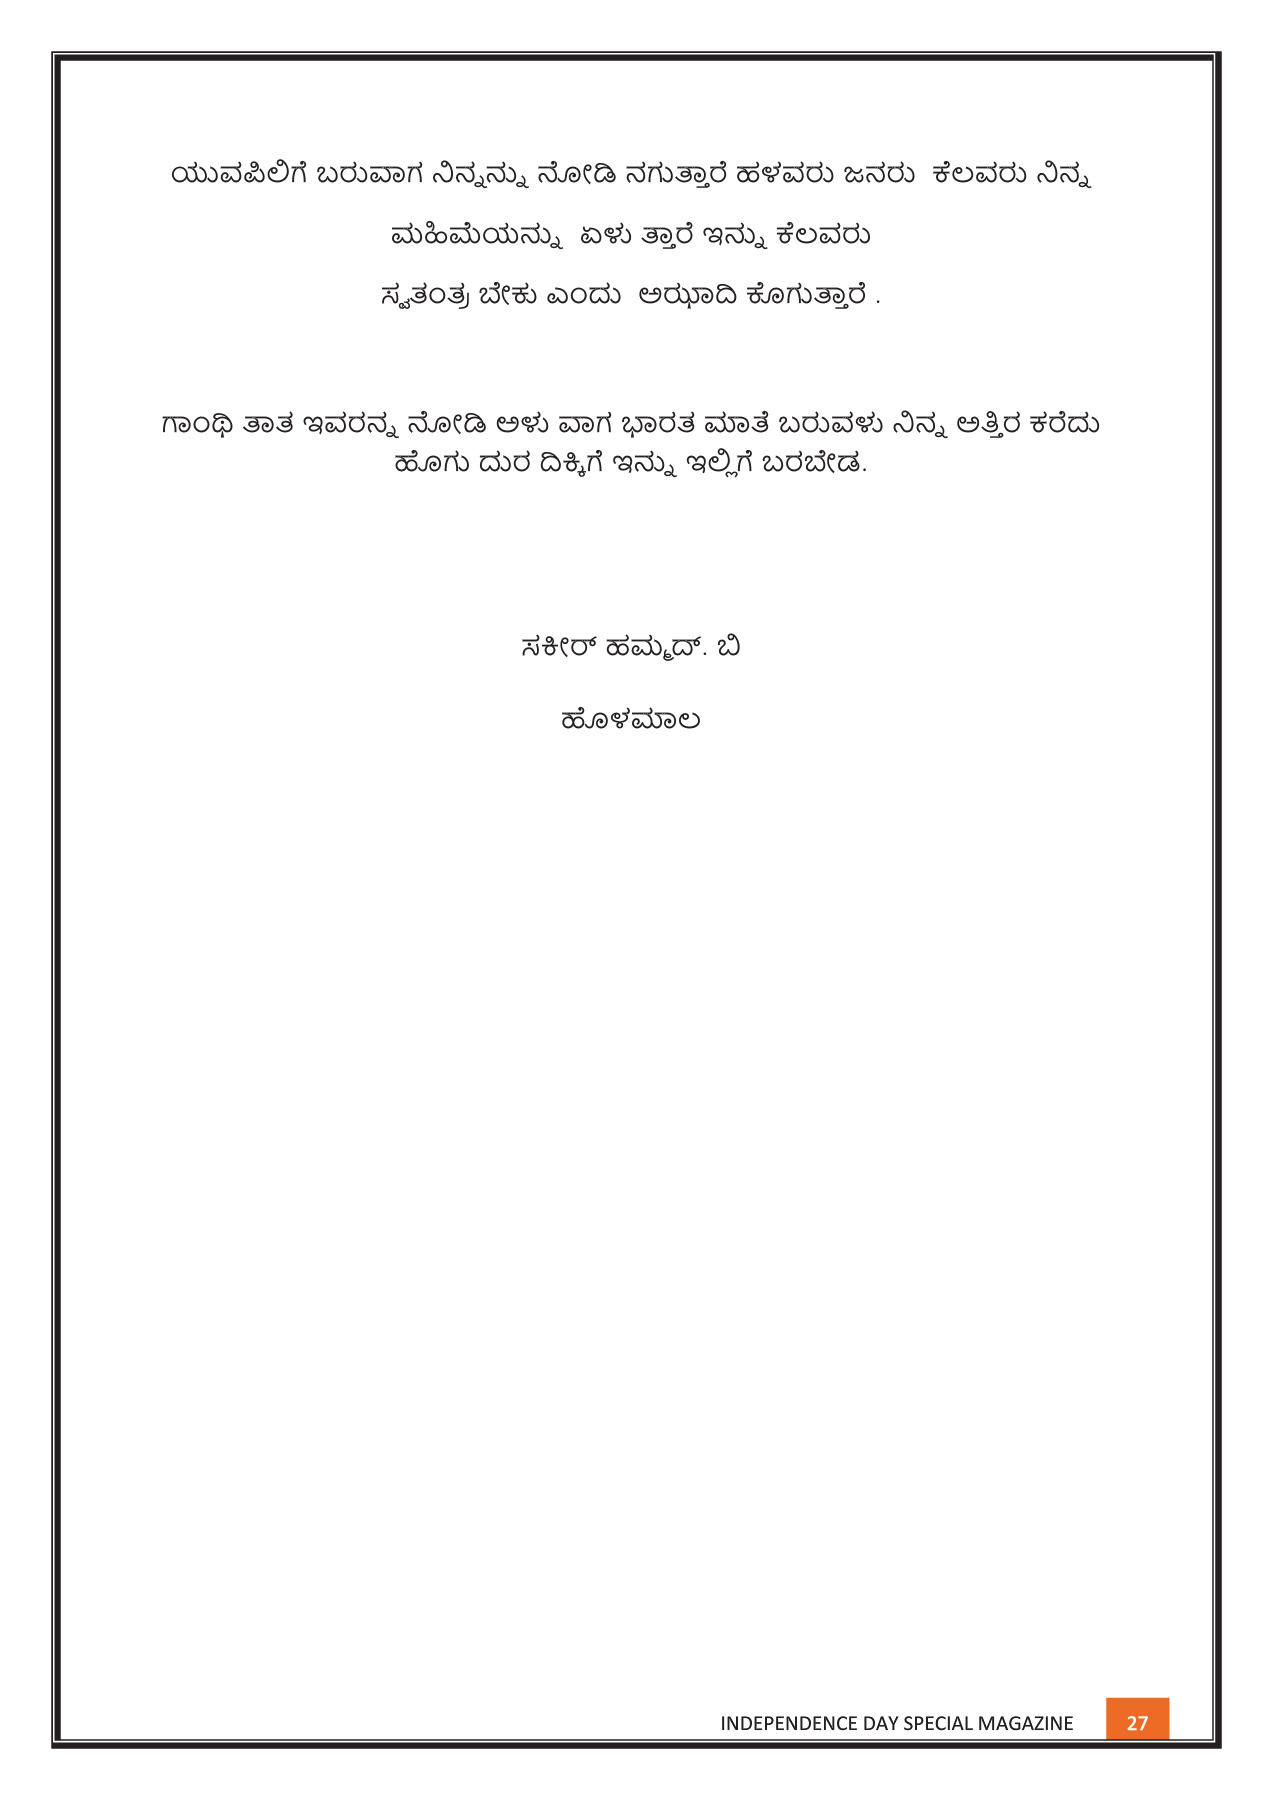 ಯುವಪಿಲಿಗೆ ಬರುವಾಗ ನಿನ್ನನ್ನು ನೋಡಿ ನಗುತ್ತಾರೆ ಹಳವರು ಜನರು  ಕೆಲವರು ನಿನ್ನ
ಮಹಿಮೆಯನ್ನು  ಏಳು ತ್ತಾರೆ ಇನ್ನು ಕೆಲವರು
ಸ್ವತಂತ್ರ ಬೇಕು ಎಂದು  ಅಝಾದಿ ಕೊಗುತ್ತಾರೆ .
ಗಾಂಥಿ ತಾತ ಇವರನ್ನ ನೋಡಿ ಅಳು ವಾಗ ಭಾರತ ಮಾತೆ ಬರುವಳು ನಿನ್ನ ಅತ್ತಿರ ಕರೆದು
ಹೊಗು ದುರ ದಿಕ್ಕಿಗೆ ಇನ್ನು ಇಲ್ಲಿಗೆ ಬರಬೇಡ.
ಸಕೀರ್ ಹಮ್ಮದ್. ಬಿ
ಹೊಳಮಾಲ
INDEPENDENCE DAY SPECIAL MAGAZINE 27